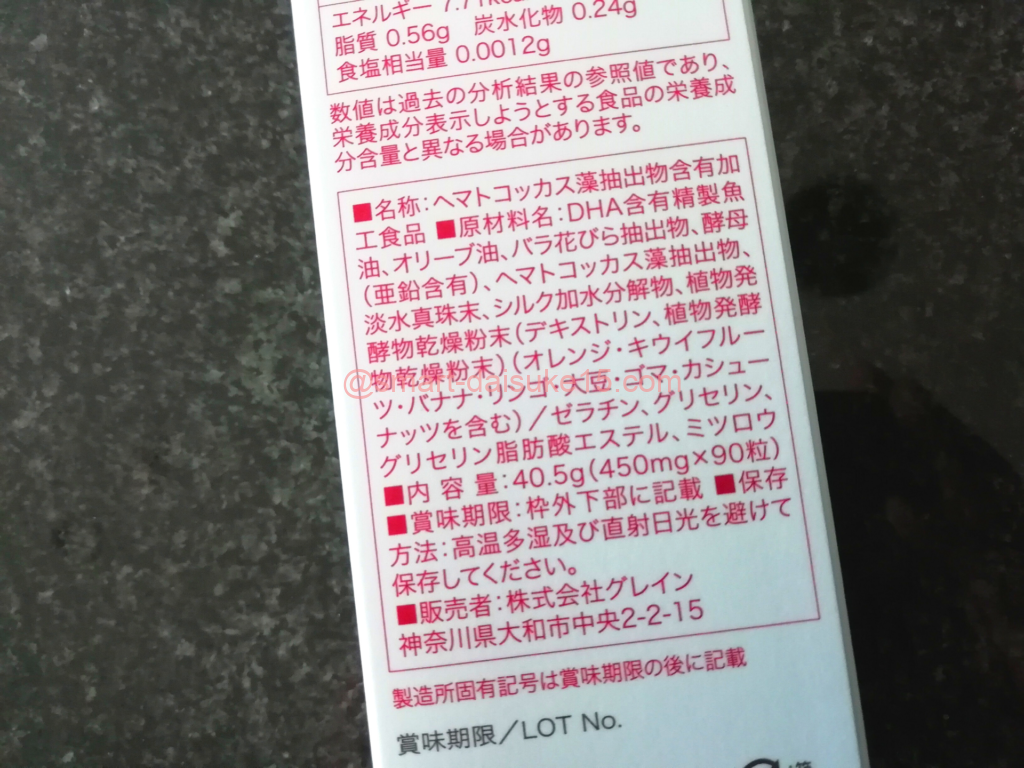 エネルギー 7.71kc
脂質 0.56g 炭水化物 0.24g
食塩相当量 0.0012g
数値は過去の分析結果の参照値であり、
栄養成分表示しようとする食品の栄養成
分含量と異なる場合があります。
■名称:ヘマトコッカス藻抽出物含有加
工食品 ■原材料名:DHA含有精製魚
油、オリーブ油、バラ花びら抽出物、酵母
(亜鉛含有)、ヘマトコッカス藻抽出物、
淡水真珠末、シルク加水分解物、植物発
酵物乾燥粉末(デキストリン、植物発酵
物乾燥粉末)(オレンジ・キウイフルー
ツ・バナナ・リンゴ・大豆・ゴマ・カシュー
ナッツを含む)/ゼラチン、グリセリン、
グリセリン脂肪酸エステル、ミツロウ
■内容量:40.5g(450mg×90粒)
■賞味期限:枠外下部に記載 ■保存
方法:高温多湿及び直射日光を避けて
保存してください。
■販売者:株式会社グレイン
神奈川県大和市中央2-2-15
製造所固有記号は賞味期限の後に記載
賞味期限/LOT No.